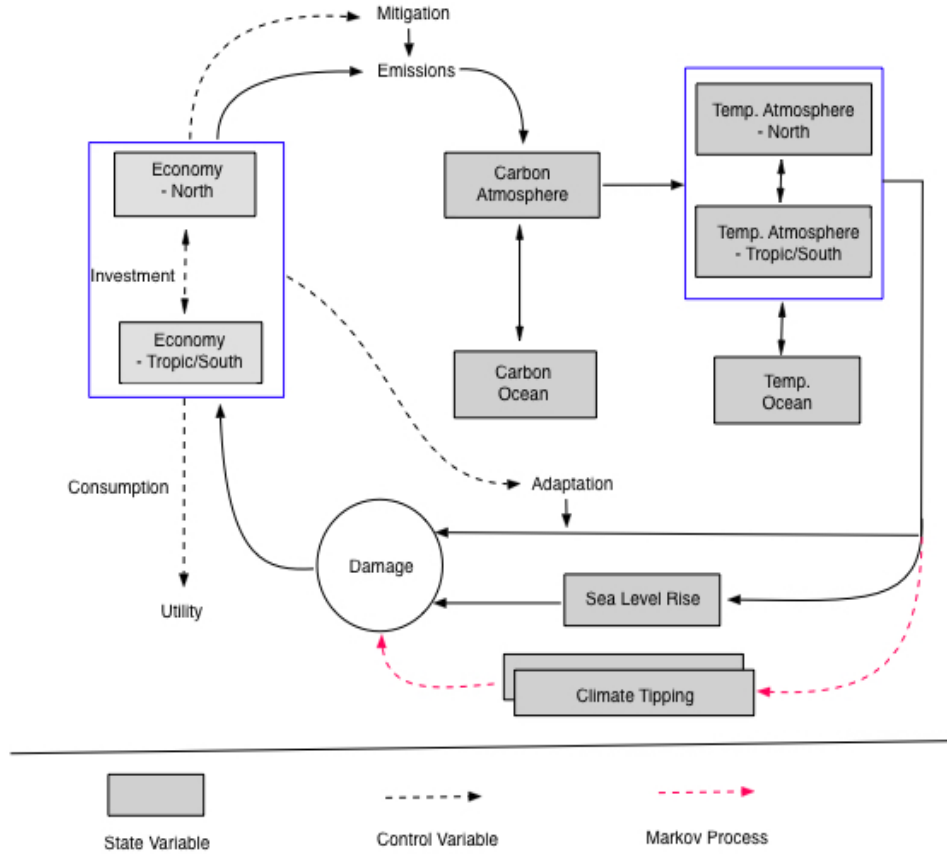 Mitigation
Emissions
Economy
- North
Investment
Economy
- Tropic/South
Carbon
Atmosphere
Carbon
Ocean
Temp. Atmosphere
- North
Temp. Atmosphere
- Tropic/South
Temp.
Ocean
Consumption
Utility
Adaptation
Damage
Sea Level Rise
Climate Tipping
State Variable
Control Variable
Markov Process